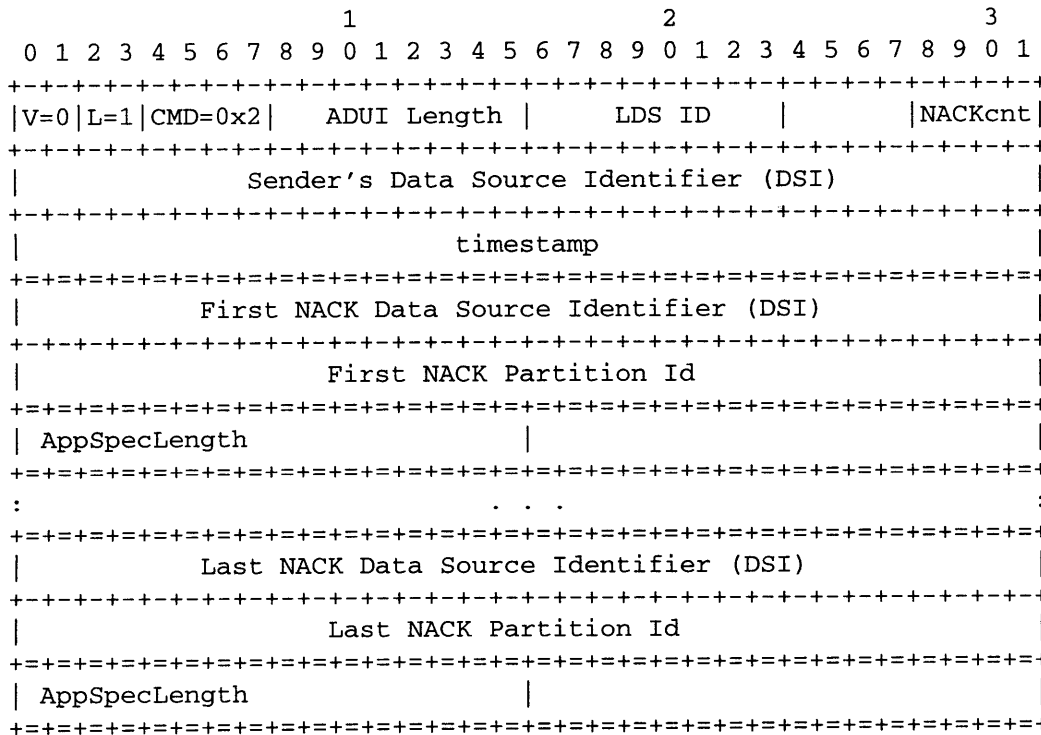 1                   2                   3
 0 1 2 3 4 5 6 7 8 9 0 1 2 3 4 5 6 7 8 9 0 1 2 3 4 5 6 7 8 9 0 1
+-+-+-+-+-+-+-+-+-+-+-+-+-+-+-+-+-+-+-+-+-+-+-+-+-+-+-+-+-+-+-+-+
|V=0|L=1|CMD=0x2|   ADUI Length |     LDS ID    |       |NACKcnt|
+-+-+-+-+-+-+-+-+-+-+-+-+-+-+-+-+-+-+-+-+-+-+-+-+-+-+-+-+-+-+-+-+
|              Sender's Data Source Identifier (DSI)            |
+-+-+-+-+-+-+-+-+-+-+-+-+-+-+-+-+-+-+-+-+-+-+-+-+-+-+-+-+-+-+-+-+
|                           timestamp                           |
+=+=+=+=+=+=+=+=+=+=+=+=+=+=+=+=+=+=+=+=+=+=+=+=+=+=+=+=+=+=+=+=+
|           First NACK Data Source Identifier (DSI)             |
+-+-+-+-+-+-+-+-+-+-+-+-+-+-+-+-+-+-+-+-+-+-+-+-+-+-+-+-+-+-+-+-+
|                   First NACK Partition Id                     |
+=+=+=+=+=+=+=+=+=+=+=+=+=+=+=+=+=+=+=+=+=+=+=+=+=+=+=+=+=+=+=+=+
| AppSpecLength                 |                               |
+=+=+=+=+=+=+=+=+=+=+=+=+=+=+=+=+=+=+=+=+=+=+=+=+=+=+=+=+=+=+=+=+
:                             . . .                             :
+=+=+=+=+=+=+=+=+=+=+=+=+=+=+=+=+=+=+=+=+=+=+=+=+=+=+=+=+=+=+=+=+
|           Last NACK Data Source Identifier (DSI)              |
+-+-+-+-+-+-+-+-+-+-+-+-+-+-+-+-+-+-+-+-+-+-+-+-+-+-+-+-+-+-+-+-+
|                   Last NACK Partition Id                      |
+=+=+=+=+=+=+=+=+=+=+=+=+=+=+=+=+=+=+=+=+=+=+=+=+=+=+=+=+=+=+=+=+
| AppSpecLength                 |                               |
+=+=+=+=+=+=+=+=+=+=+=+=+=+=+=+=+=+=+=+=+=+=+=+=+=+=+=+=+=+=+=+=+